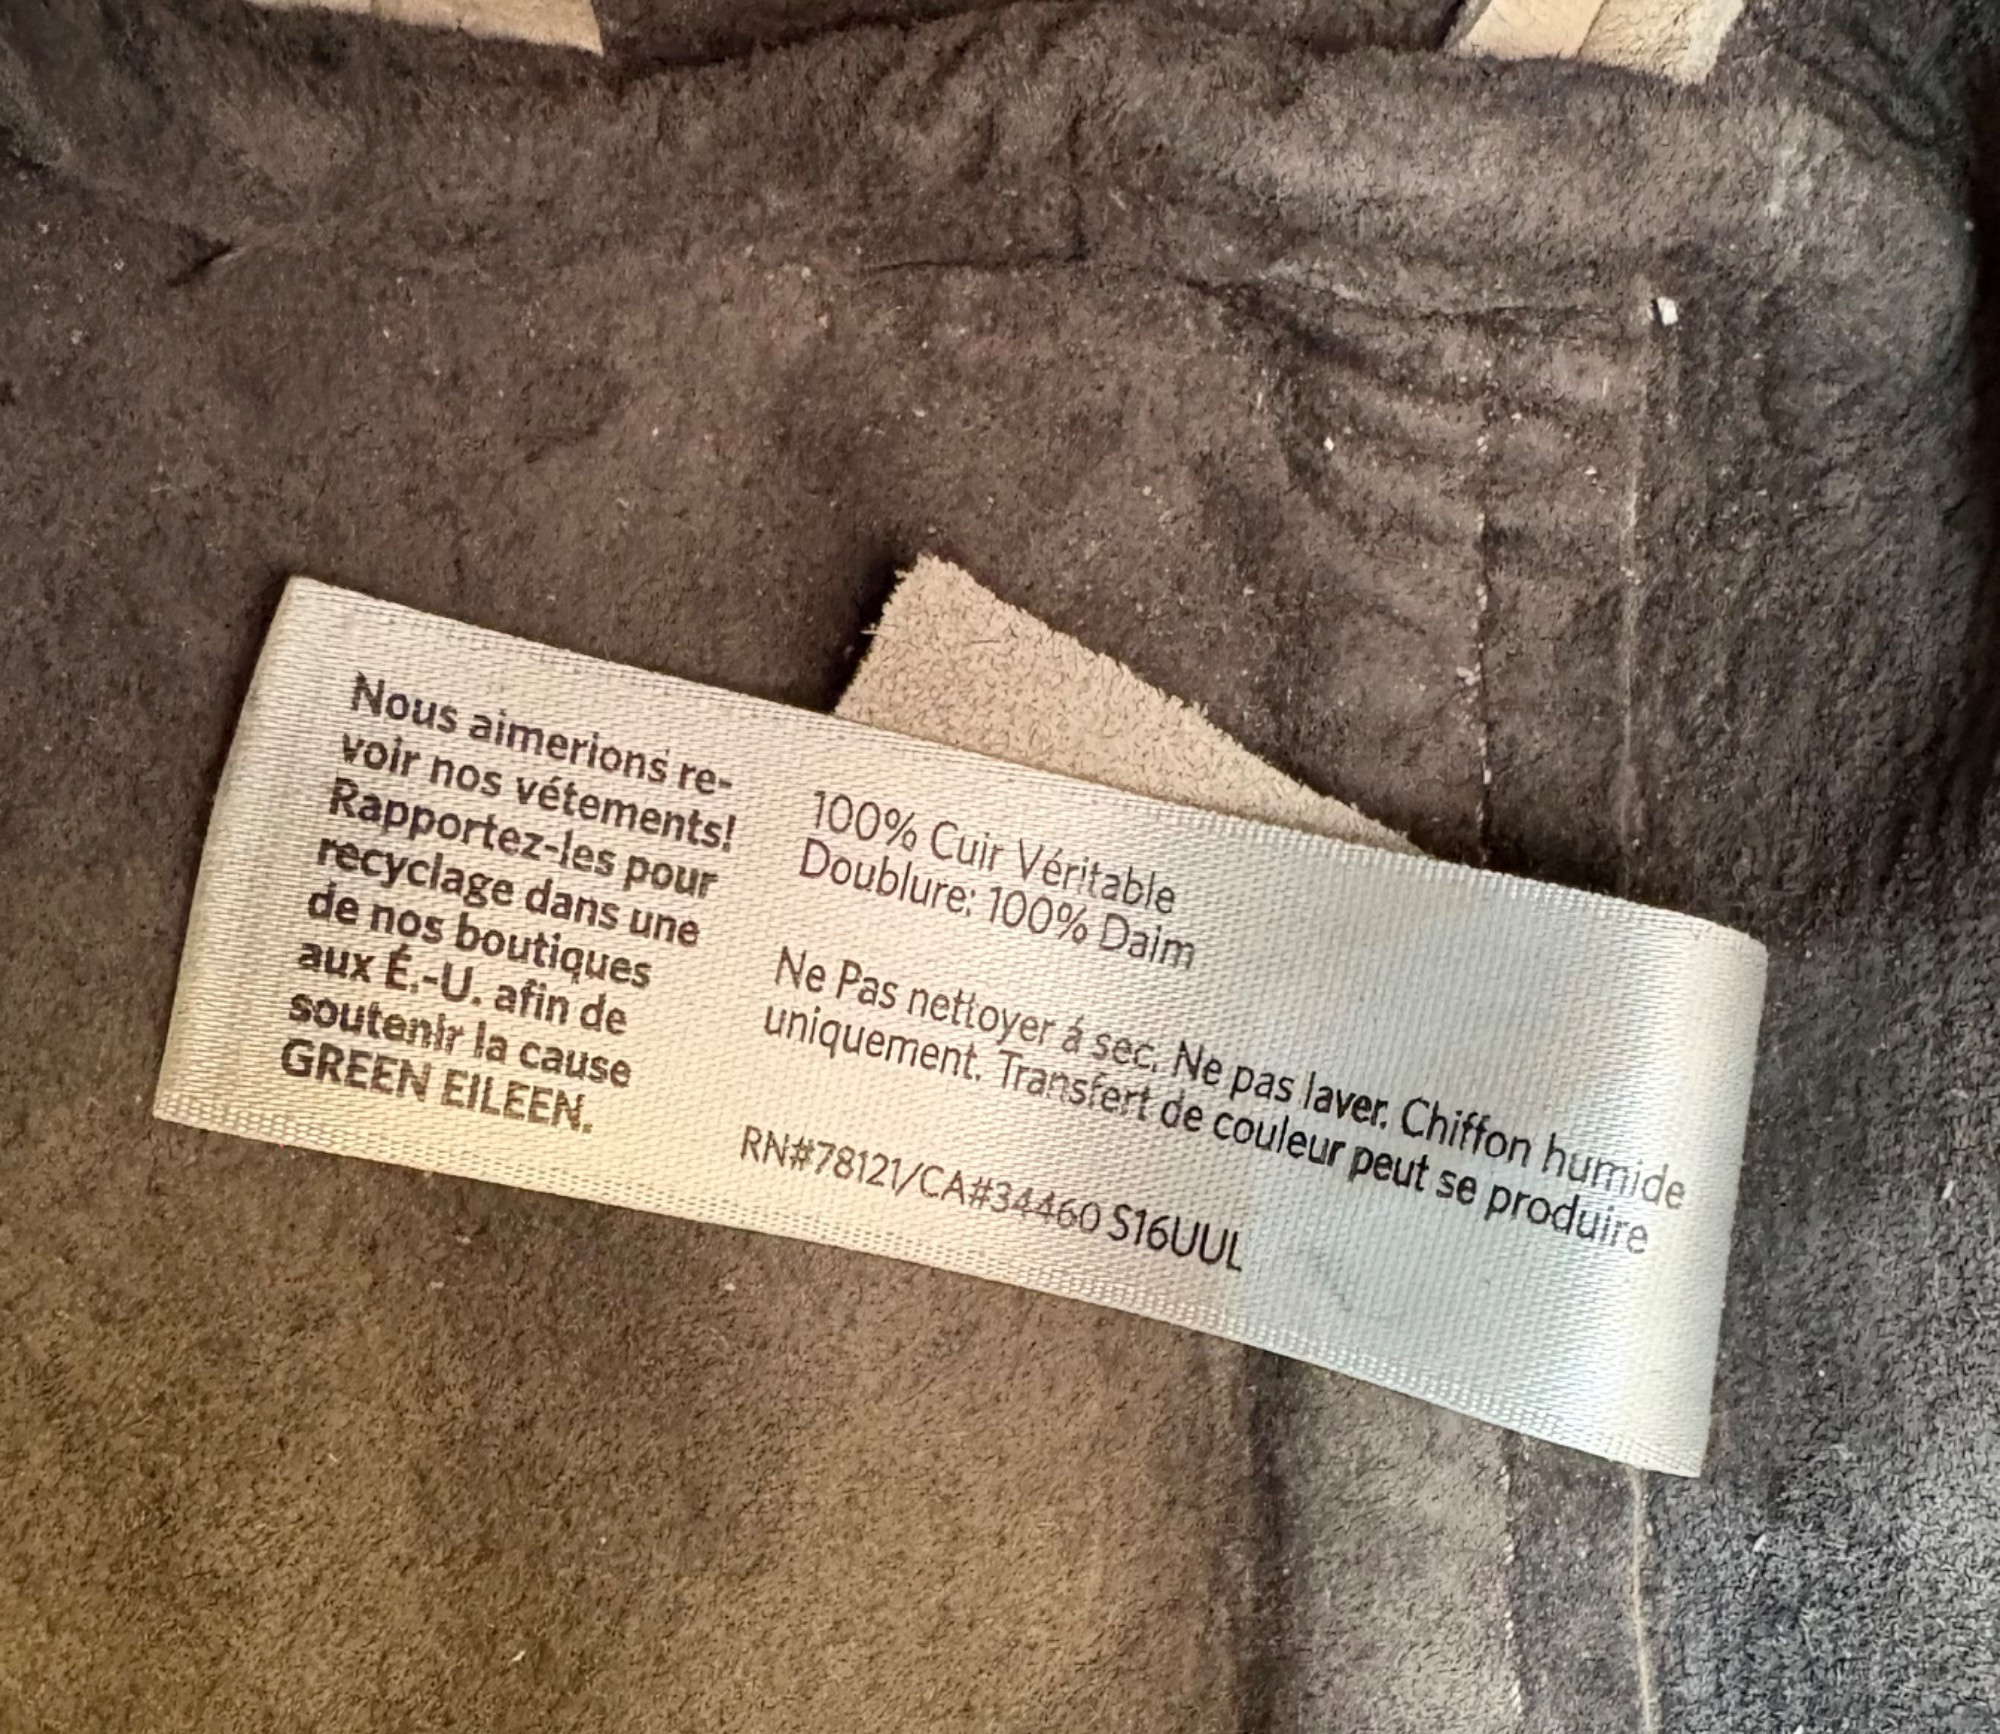 Nous aimerions re-
voir nos vétements!
Rapportez-les pour
recyclage dans une
de nos boutiques
aux É.-U. afin de
soutenir la cause
GREEN EILEEN.
100% Cuir Véritable
Doublure: 100% Daim
Ne Pas nettoyer á sec. Ne pas laver. Chiffon humide
uniquement. Transfert de couleur peut se produire
RN#78121/CA#34460 S16UUL